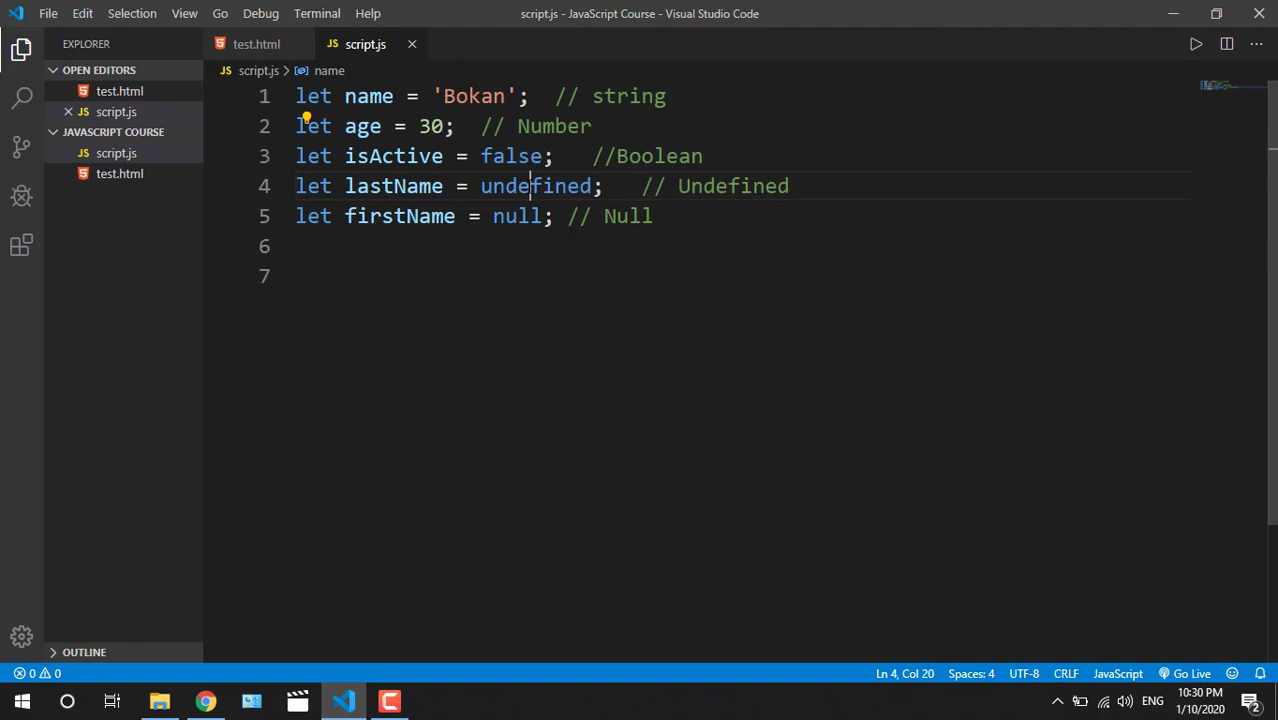 File Edit Selection View Go Debug Terminal Help
script.js - JavaScript Course - Visual Studio Code
EXPLORER
OPEN EDITORS
test.html
script.js
JAVASCRIPT COURSE
script.js
test.html
OUTLINE
test.html
JS script.js
JS script.js > name
1 let name = 'Bokan'; // string
2 let age = 30; // Number
3 let isActive = false; //Boolean
4 let lastName = undefined; // Undefined
5 let firstName = null; // Null
6
7
0 0
Ln 4, Col 20 Spaces: 4 UTF-8 CRLF JavaScript Go Live
ENG
10:30 PM
1/10/2020
2